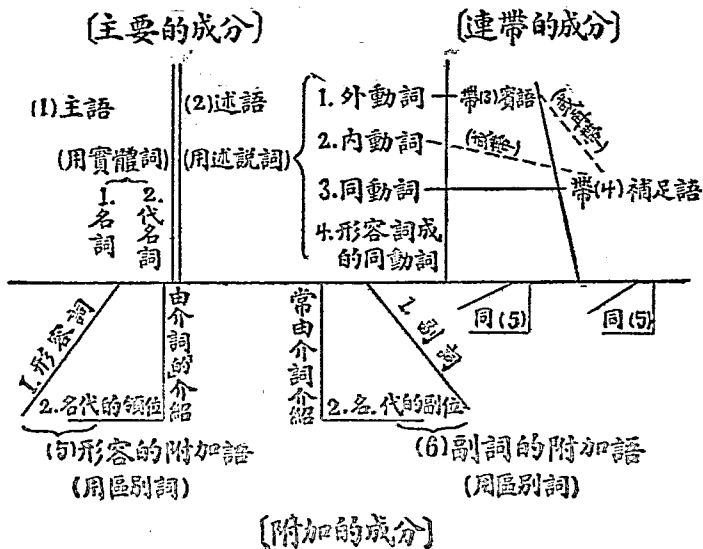 〔主要的成分〕
〔連帶的成分〕
(1)主語
(2)述語
(用實體詞)
(用述說詞)
1.名詞
2.代名詞
1.外動詞
帶(3)賓語
2.內動詞
3.同動詞
帶(4)補足語
4.形容詞成
的同動詞
1.形容詞
由介詞「的」介紹
2.名代的領位
(5)形容的附加語
(用區別詞)
常由介詞介紹
1.副詞
2.名.代的副位
(6)副詞的附加語
(用區別詞)
同(5)
同(5)
〔附加的成分〕